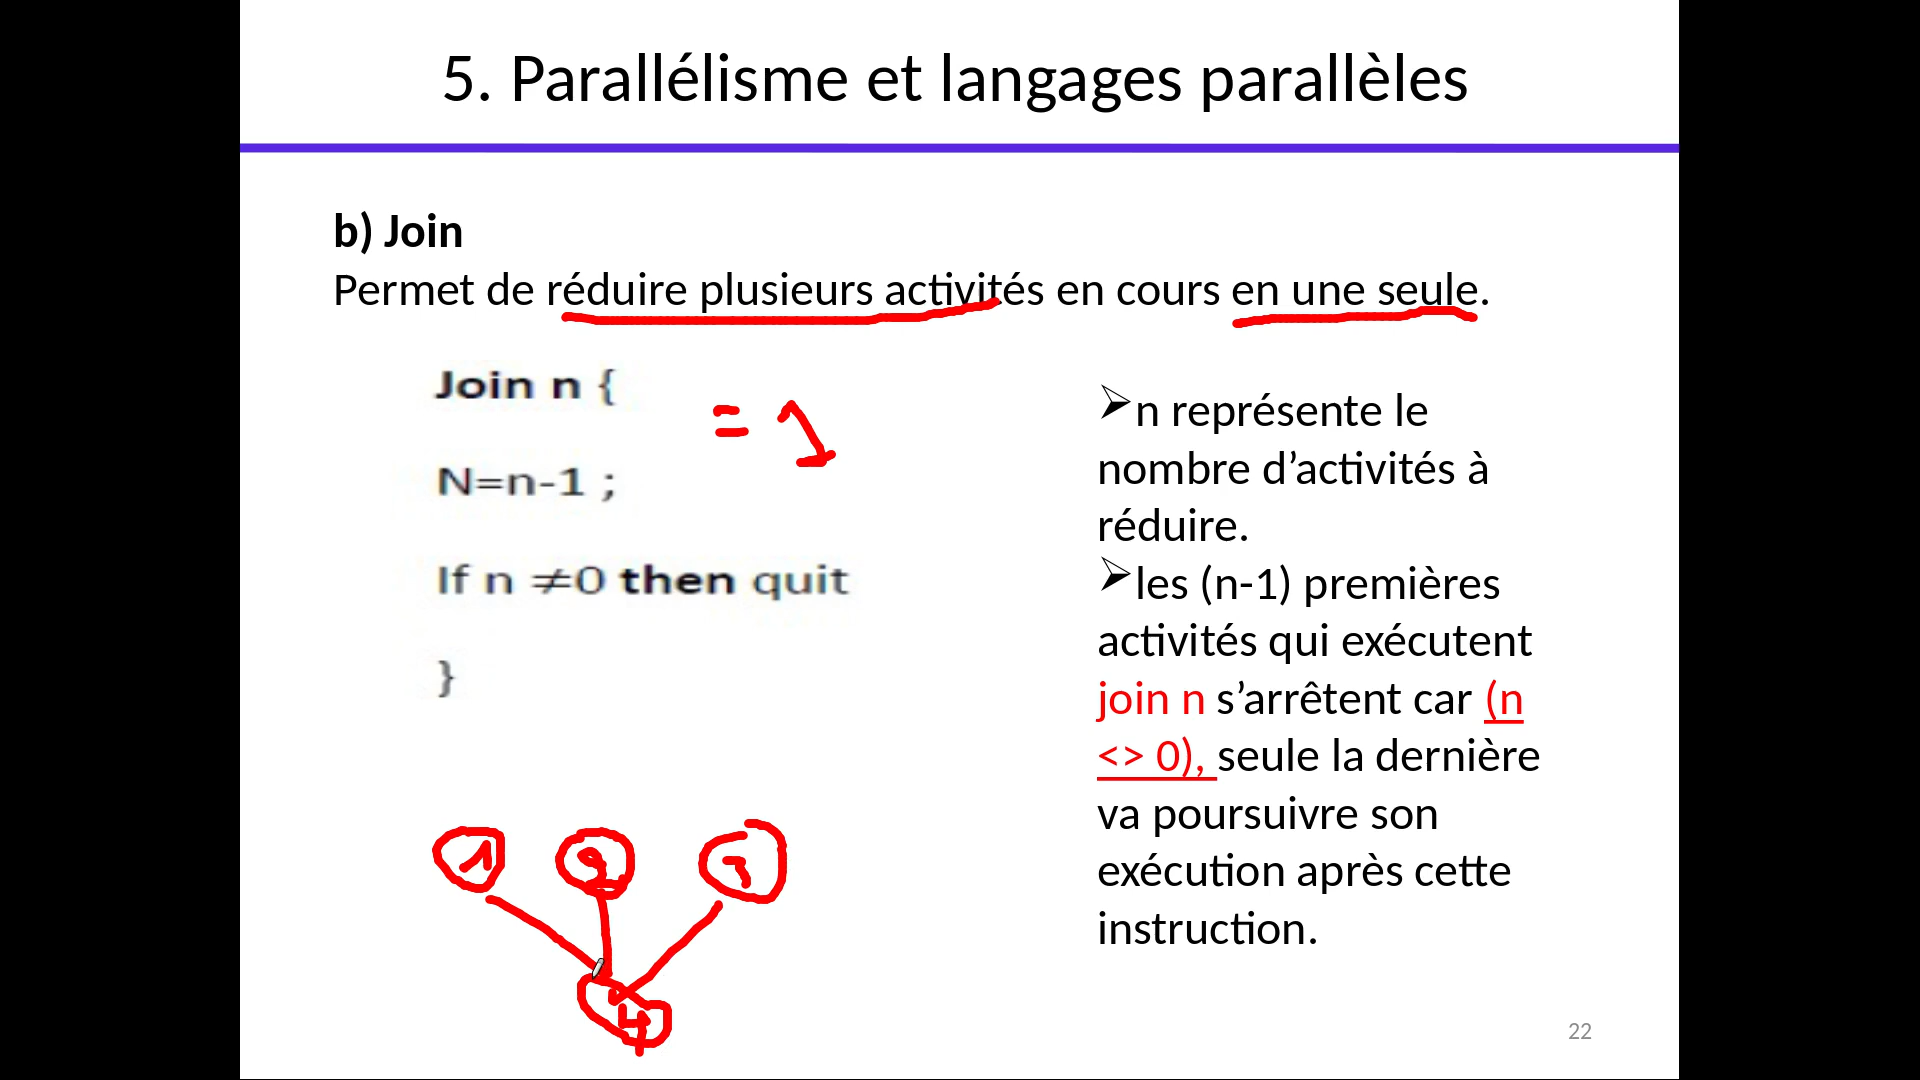 5. Parallélisme et langages parallèles
b) Join
Permet de réduire plusieurs activités en cours en une seule.
Join n {
= 1
N=n-1 ;
If n ≠0 then quit
}
➢n représente le
nombre d’activités à
réduire.
➢les (n-1) premières
activités qui exécutent
join n s’arrêtent car (n
<> 0), seule la dernière
va poursuivre son
exécution après cette
instruction.
1 2 3
4
22